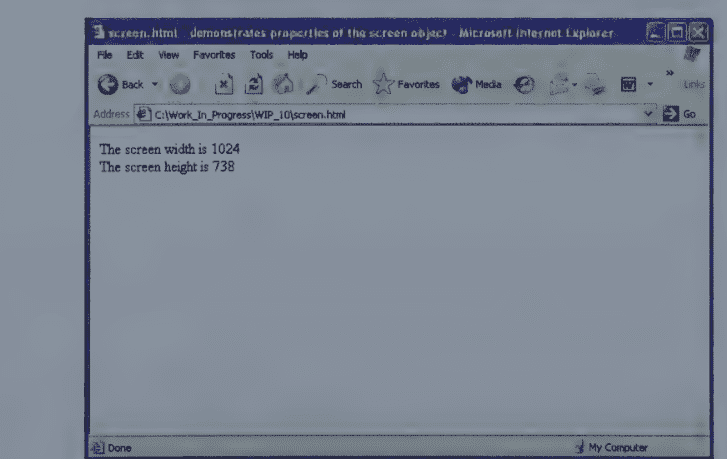 screen.html - demonstrates properties of the screen object - Microsoft Internet Explorer
File Edit View Favorites Tools Help
Back Search Favorites Media Links
Address C:\Work_In_Progress\WIP_10\screen.html Go
The screen width is 1024
The screen height is 738
Done My Computer